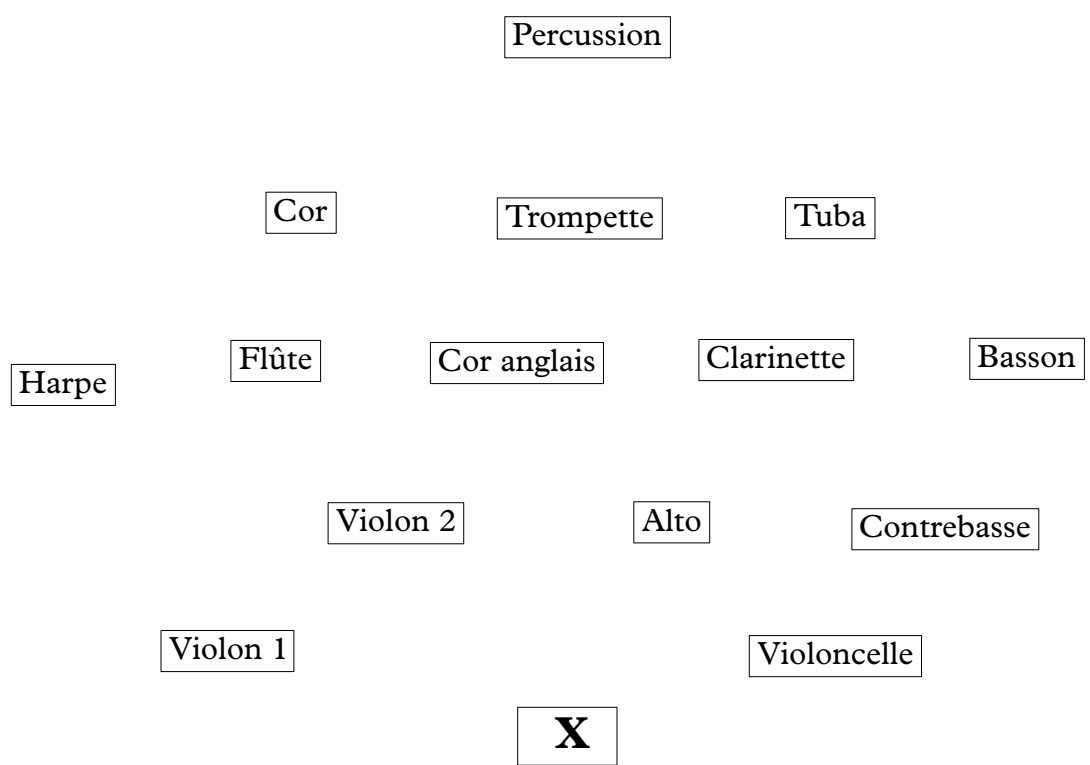 Percussion
Cor
Trompette
Tuba
Flûte
Cor anglais
Clarinette
Basson
Harpe
Violon 2
Alto
Contrebasse
Violon 1
Violoncelle
X